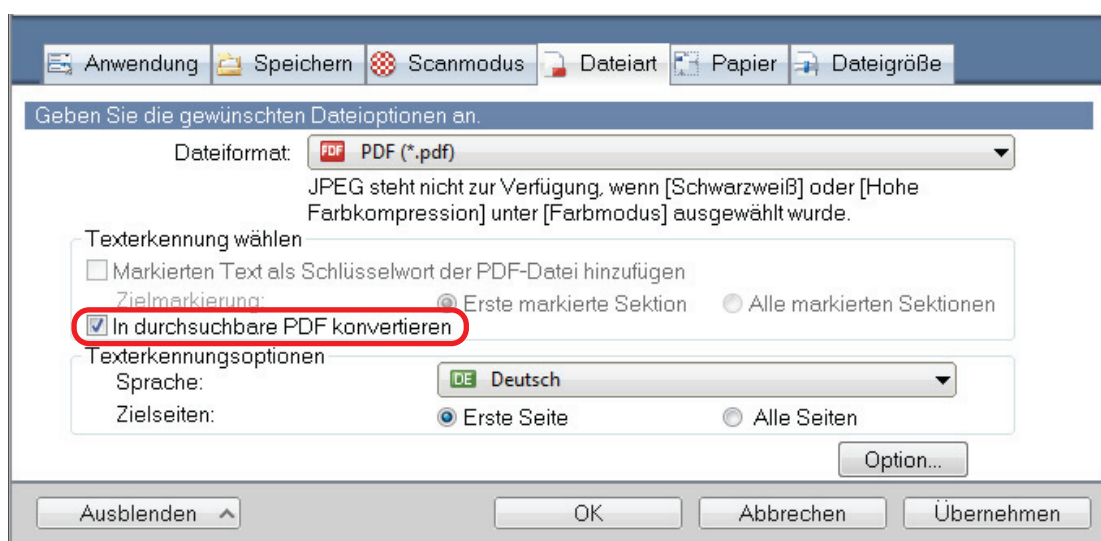 Anwendung Speichern Scanmodus Dateiart Papier Dateigröße
Geben Sie die gewünschten Dateioptionen an.
Dateiformat: PDF PDF (*.pdf)
JPEG steht nicht zur Verfügung, wenn [Schwarzweiß] oder [Hohe
Farbkompression] unter [Farbmodus] ausgewählt wurde.
Texterkennung wählen
Markierten Text als Schlüsselwort der PDF-Datei hinzufügen
Zielmarkierung: Erste markierte Sektion Alle markierten Sektionen
In durchsuchbare PDF konvertieren
Texterkennungsoptionen
Sprache: DE Deutsch
Zielseiten: Erste Seite Alle Seiten
Option...
Ausblenden OK Abbrechen Übernehmen